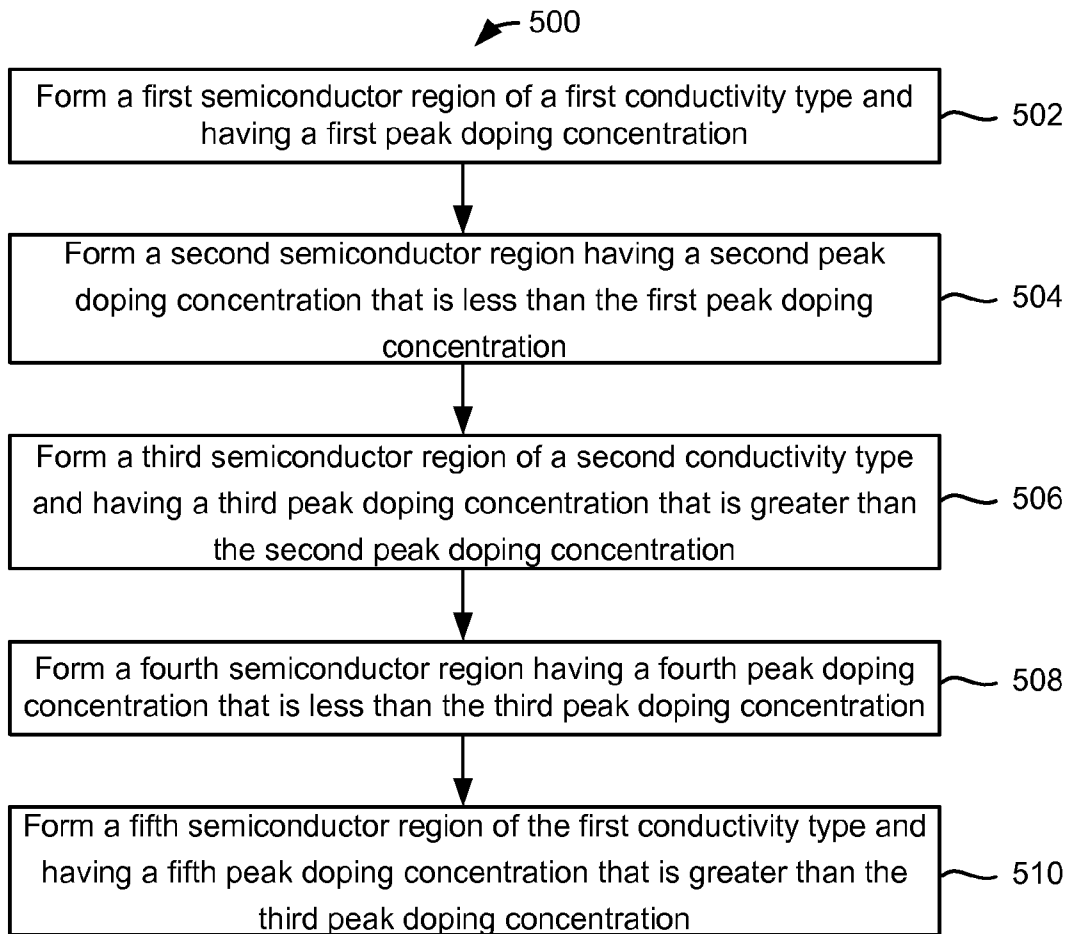 500
Form a first semiconductor region of a first conductivity type and
having a first peak doping concentration
502
Form a second semiconductor region having a second peak
doping concentration that is less than the first peak doping
concentration
504
Form a third semiconductor region of a second conductivity type
and having a third peak doping concentration that is greater than
the second peak doping concentration
506
Form a fourth semiconductor region having a fourth peak doping
concentration that is less than the third peak doping concentration
508
Form a fifth semiconductor region of the first conductivity type and
having a fifth peak doping concentration that is greater than the
third peak doping concentration
510